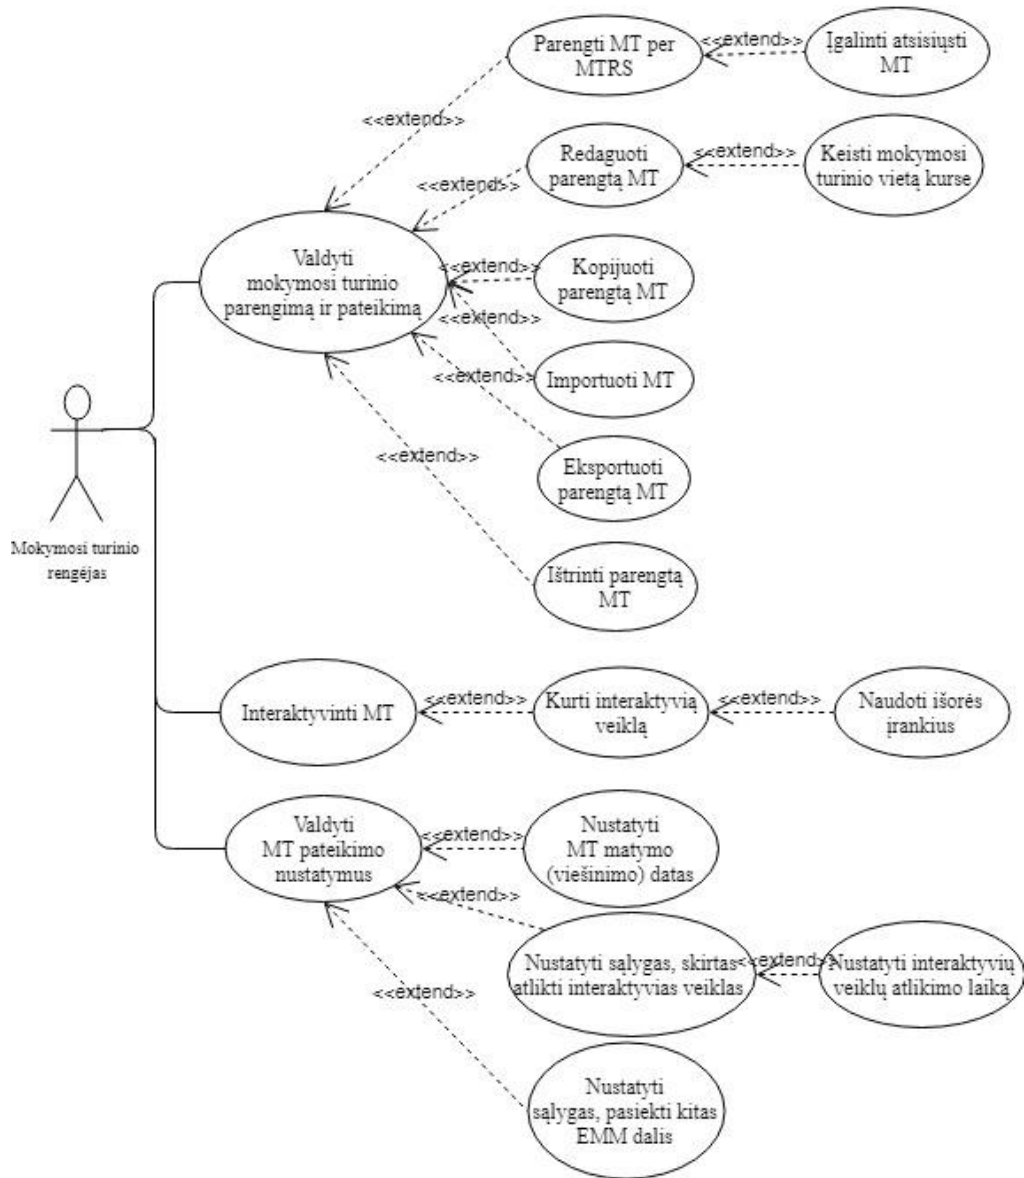 Parengti MT per
MTRS
<<extend>>
Įgalinti atsisiųsti
MT
<<extend>>
Redaguoti
parengtą MT
<<extend>>
Keisti mokymosi
turinio vietą kurse
<<extend>>
Valdyti
mokymosi turinio
parengimą ir pateikimą
<<extend>>
Kopijuoti
parengtą MT
<<extend>>
Importuoti MT
<<extend>>
Eksportuoti
parengtą MT
<<extend>>
Ištrinti parengtą
MT
Mokymosi turinio
rengėjas
Interaktyvinti MT
<<extend>>
Kurti interaktyvią
veiklą
<<extend>>
Naudoti išorės
įrankius
Valdyti
MT pateikimo
nustatymus
<<extend>>
Nustatyti
MT matymo
(viešinimo) datas
<<extend>>
Nustatyti sąlygas, skirtas
atlikti interaktyvias veiklas
<<extend>>
Nustatyti interaktyvių
veiklų atlikimo laiką
<<extend>>
Nustatyti
sąlygas, pasiekti kitas
EMM dalis